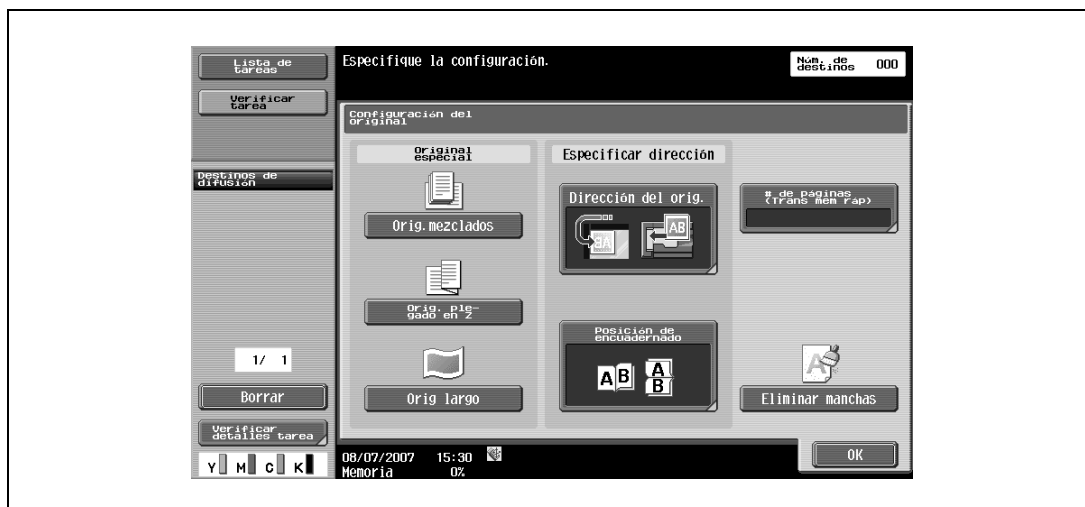 Lista de
tareas
Verificar
tarea
Destinos de
difusión
1/ 1
Borrar
Verificar
detalles tarea
Y M C K
Especifique la configuración.
Núm. de
destinos 000
Configuración del
original
Original
especial
Orig.mezclados
Orig. ple-
gado en Z
Orig largo
Especificar dirección
Dirección del orig.
AB AB
Posición de
encuadernado
AB A
B
# de páginas
(Trans mem rap)
A
Eliminar manchas
OK
08/07/2007 15:30
Memoria 0%